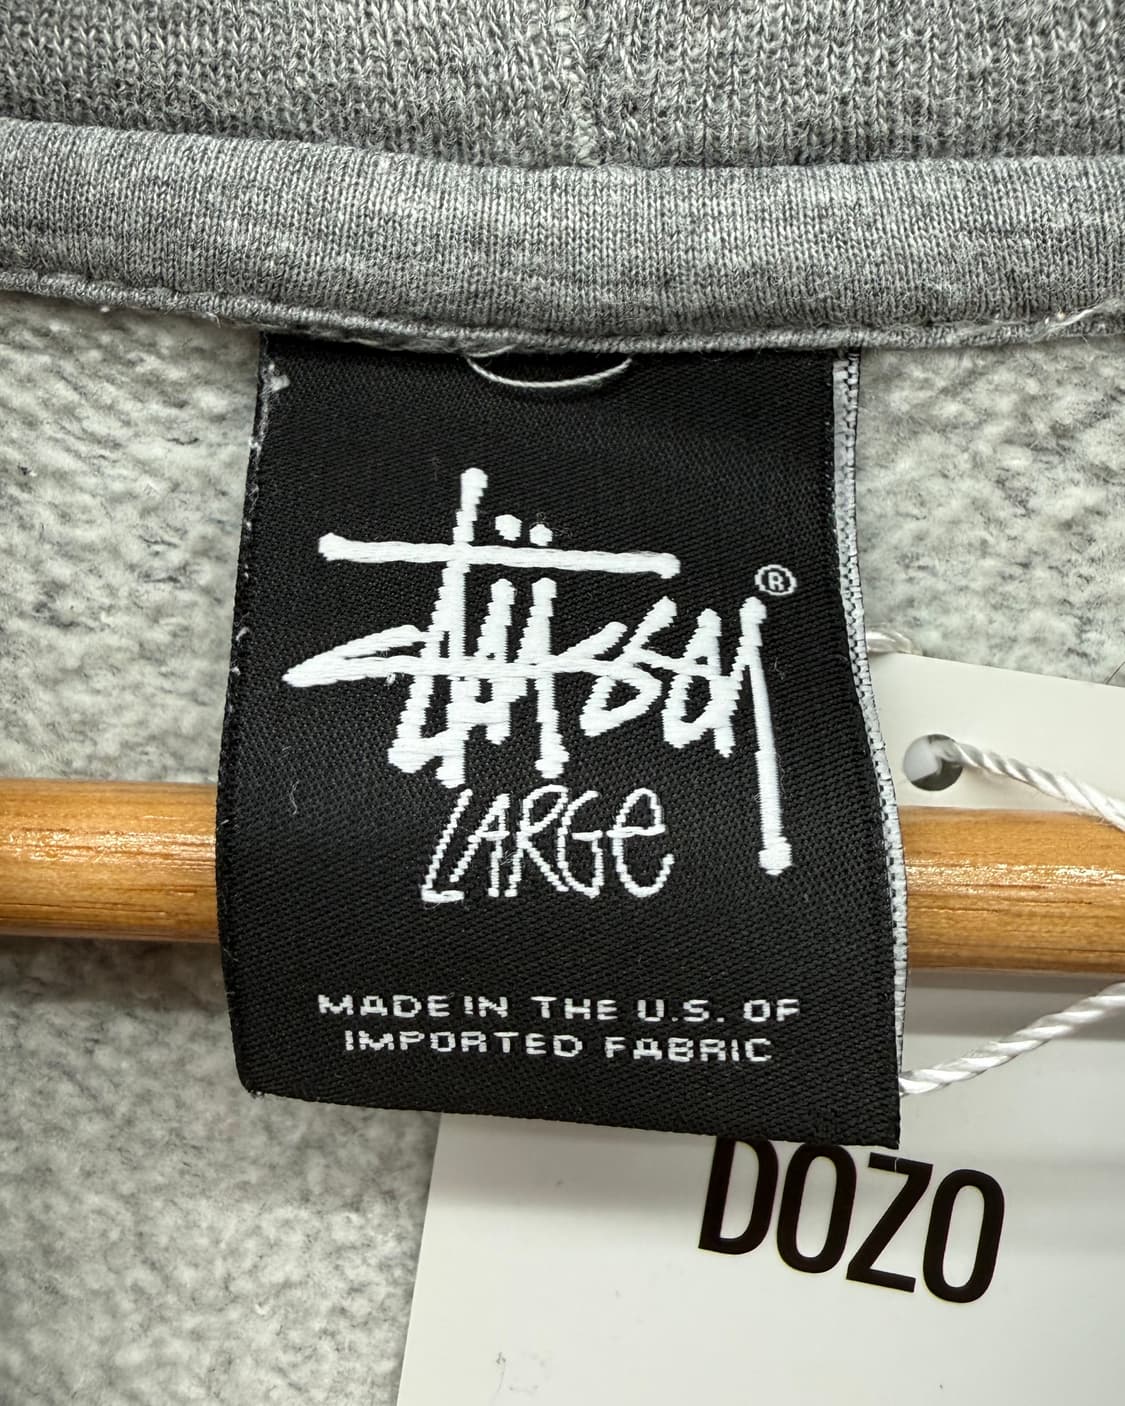 Stüssy®
LARGe
MADE IN THE U.S. OF
IMPORTED FABRIC
DOZO